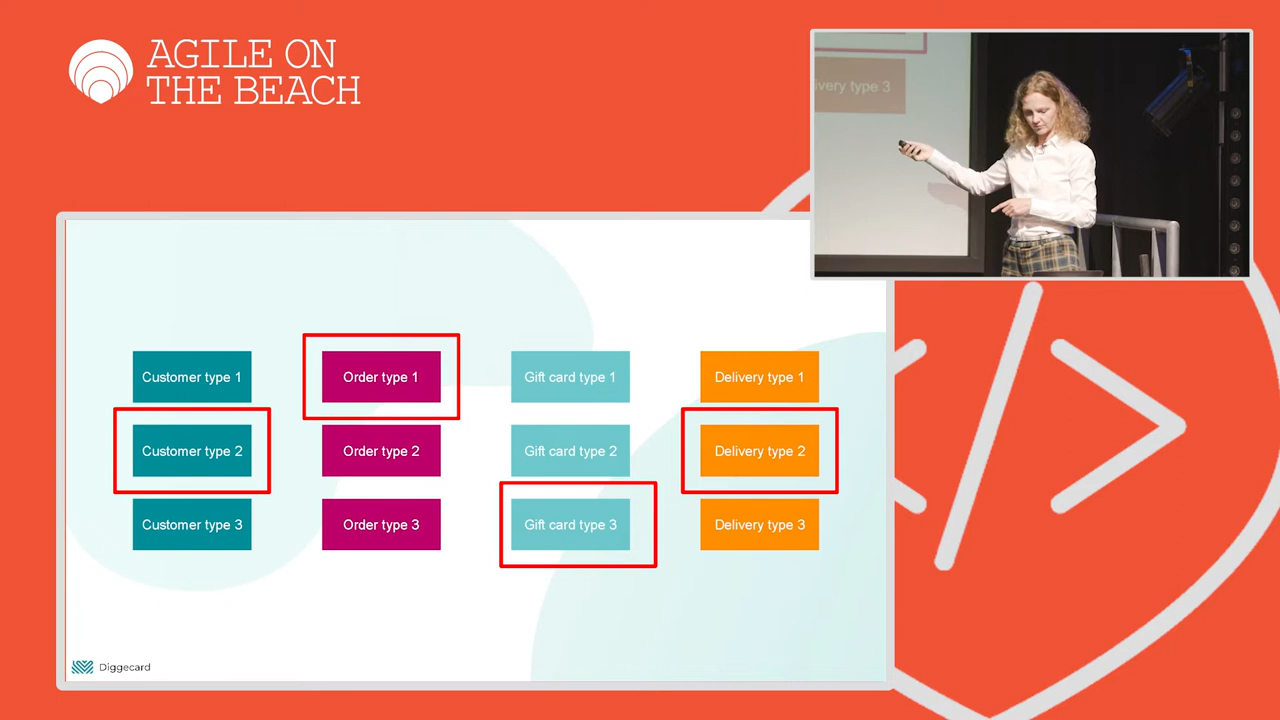 AGILE ON
THE BEACH
Delivery type 3
Customer type 1
Order type 1
Gift card type 1
Delivery type 1
Customer type 2
Order type 2
Gift card type 2
Delivery type 2
Customer type 3
Order type 3
Gift card type 3
Delivery type 3
Diggecard